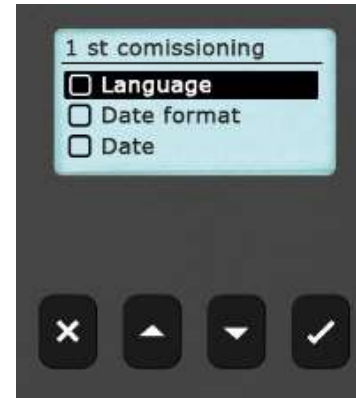 1 st comissioning
Language
Date format
Date